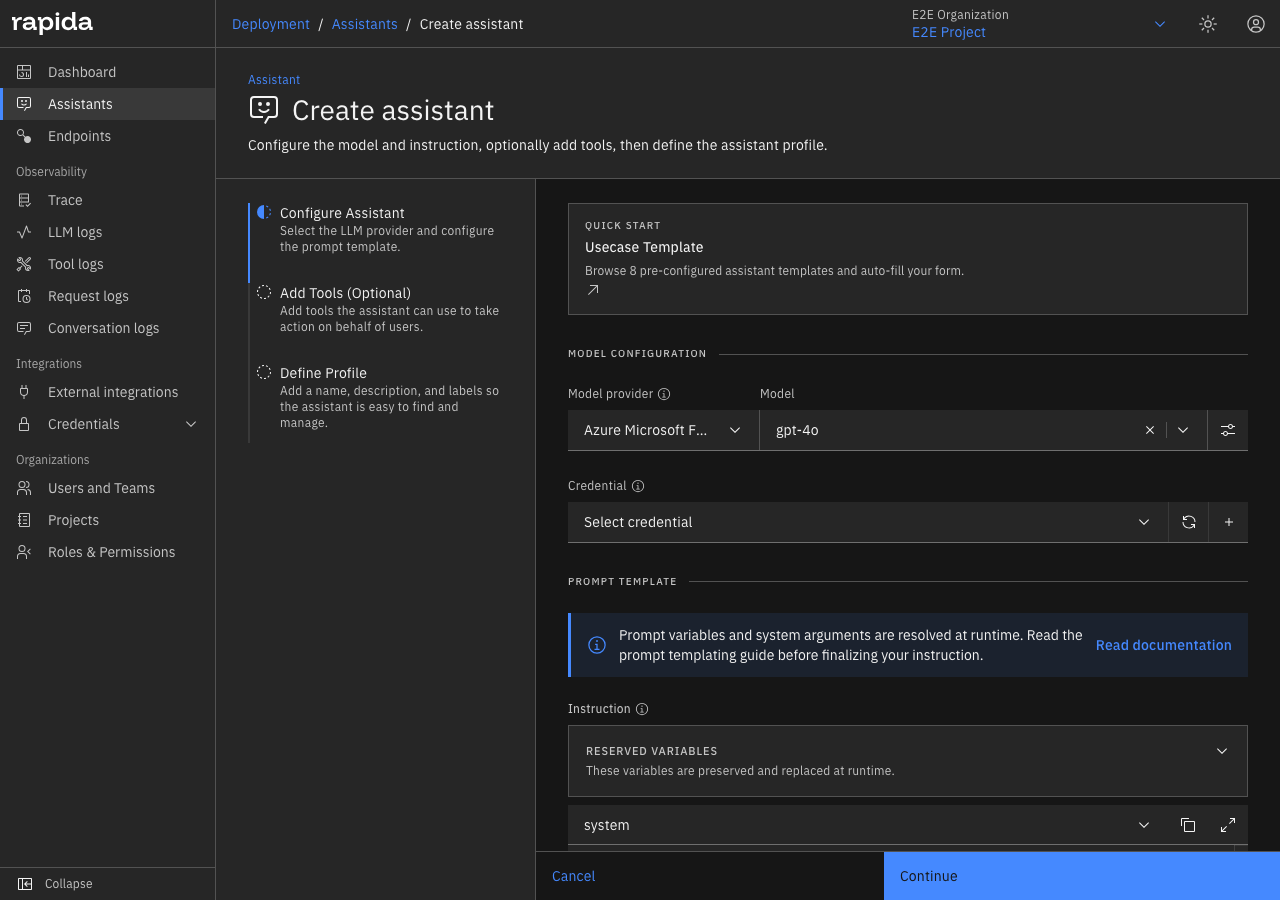 rapida
Deployment / Assistants / Create assistant
E2E Organization
E2E Project
Dashboard
Assistants
Endpoints
Observability
Trace
LLM logs
Tool logs
Request logs
Conversation logs
Integrations
External integrations
Credentials
Organizations
Users and Teams
Projects
Roles & Permissions
Collapse
Assistant
Create assistant
Configure the model and instruction, optionally add tools, then define the assistant profile.
Configure Assistant
Select the LLM provider and configure
the prompt template.
Add Tools (Optional)
Add tools the assistant can use to take
action on behalf of users.
Define Profile
Add a name, description, and labels so
the assistant is easy to find and
manage.
QUICK START
Usecase Template
Browse 8 pre-configured assistant templates and auto-fill your form.
MODEL CONFIGURATION
Model provider Model
Azure Microsoft F... gpt-4o
Credential
Select credential
PROMPT TEMPLATE
Prompt variables and system arguments are resolved at runtime. Read the
prompt templating guide before finalizing your instruction.
Read documentation
Instruction
RESERVED VARIABLES
These variables are preserved and replaced at runtime.
system
Cancel
Continue